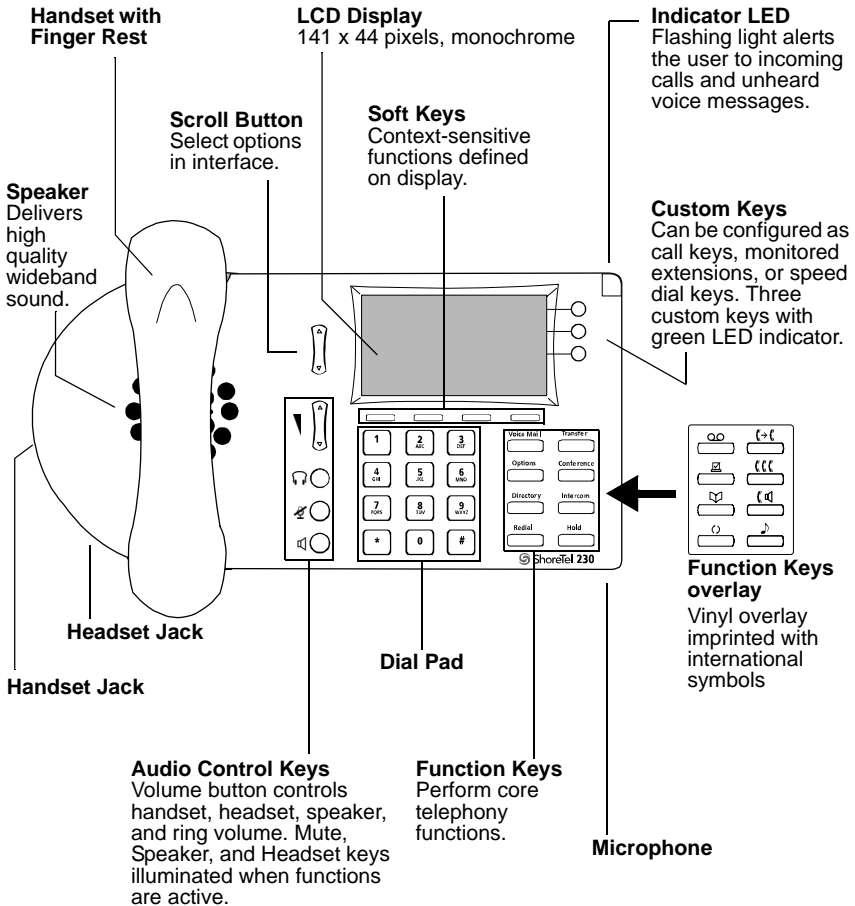 Handset with
Finger Rest
LCD Display
141 x 44 pixels, monochrome
Indicator LED
Flashing light alerts
the user to incoming
calls and unheard
voice messages.
Scroll Button
Select options
in interface.
Soft Keys
Context-sensitive
functions defined
on display.
Speaker
Delivers
high
quality
wideband
sound.
Custom Keys
Can be configured as
call keys, monitored
extensions, or speed
dial keys. Three
custom keys with
green LED indicator.
1
2
ABC
3
DEF
4
GHI
5
JKL
6
MNO
7
PQRS
8
TUV
9
WXYZ
*
0
#
Voice Mail
Transfer
Options
Conference
Directory
Intercom
Redial
Hold
ShoreTel 230
Function Keys
overlay
Vinyl overlay
imprinted with
international
symbols
Headset Jack
Dial Pad
Handset Jack
Audio Control Keys
Volume button controls
handset, headset, speaker,
and ring volume. Mute,
Speaker, and Headset keys
illuminated when functions
are active.
Function Keys
Perform core
telephony
functions.
Microphone